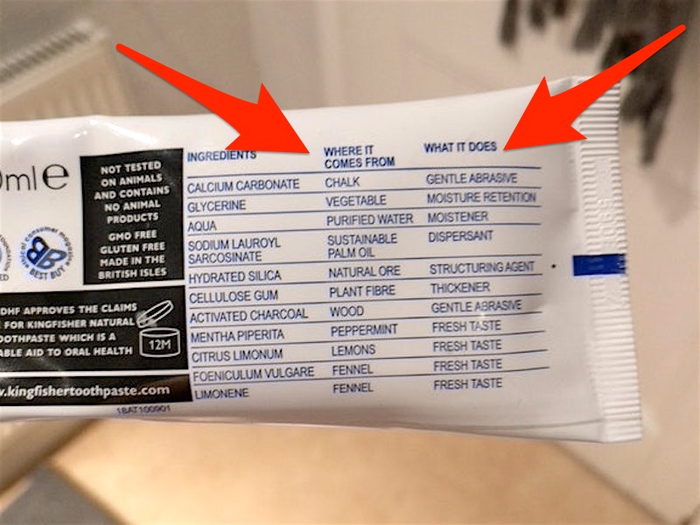 0ml e
NOT TESTED
ON ANIMALS
AND CONTAINS
NO ANIMAL
PRODUCTS
GMO FREE
GLUTEN FREE
MADE IN THE
BRITISH ISLES
ED
BEST BUY
DHF APPROVES THE CLAIMS
FOR KINGFISHER NATURAL
OOTHPASTE WHICH IS A
ABLE AID TO ORAL HEALTH
12M
v.kingfishertoothpaste.com
18AT100901
INGREDIENTS WHERE IT COMES FROM WHAT IT DOES
CALCIUM CARBONATE CHALK GENTLE ABRASIVE
GLYCERINE VEGETABLE MOISTURE RETENTION
AQUA PURIFIED WATER MOISTENER
SODIUM LAUROYL SARCOSINATE SUSTAINABLE PALM OIL DISPERSANT
HYDRATED SILICA NATURAL ORE STRUCTURING AGENT
CELLULOSE GUM PLANT FIBRE THICKENER
ACTIVATED CHARCOAL WOOD GENTLE ABRASIVE
MENTHA PIPERITA PEPPERMINT FRESH TASTE
CITRUS LIMONUM LEMONS FRESH TASTE
FOENICULUM VULGARE FENNEL FRESH TASTE
LIMONENE FENNEL FRESH TASTE